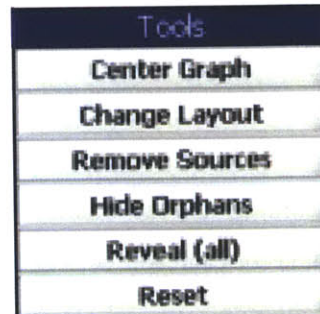 Tools
Center Graph
Change Layout
Remove Sources
Hide Orphans
Reveal (all)
Reset